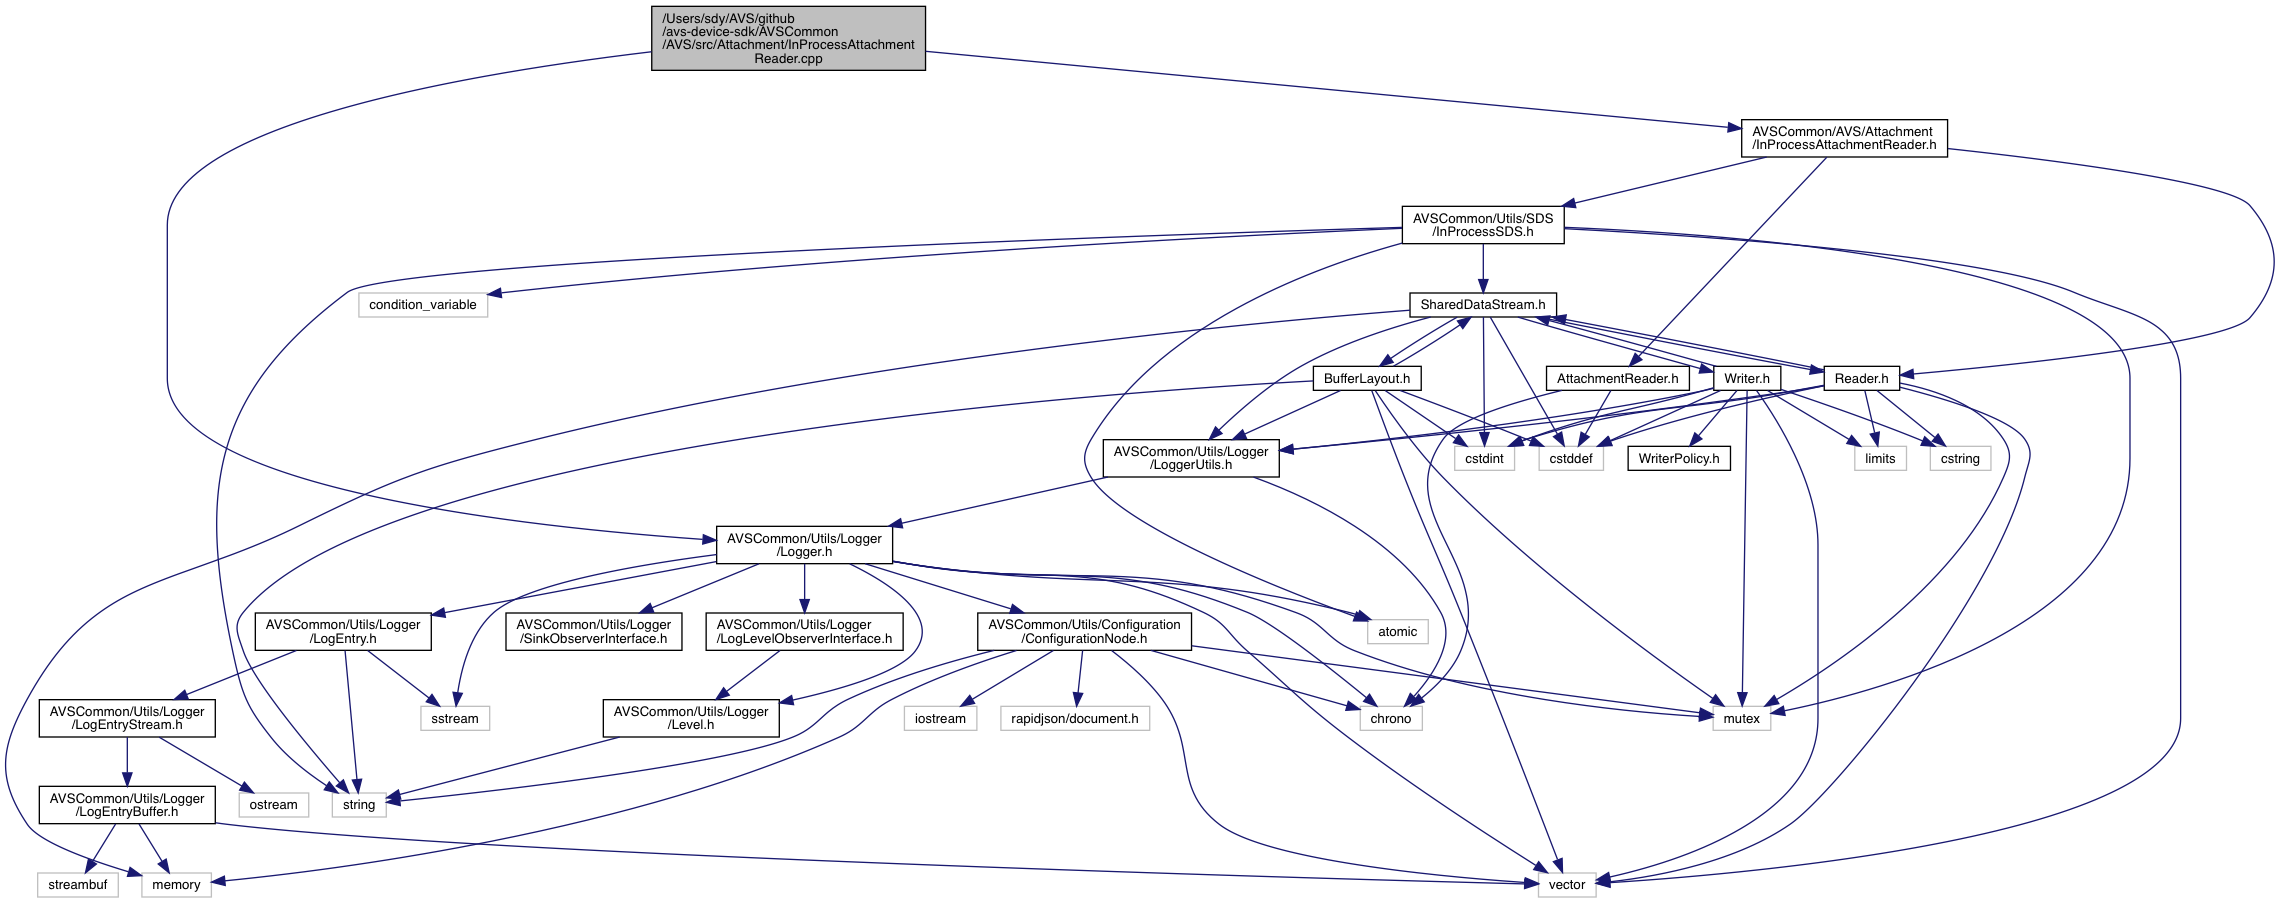 /Users/sdy/AVS/github
/avs-device-sdk/AVSCommon
/AVS/src/Attachment/InProcessAttachment
Reader.cpp
AVSCommon/AVS/Attachment
/InProcessAttachmentReader.h
AVSCommon/Utils/SDS
/InProcessSDS.h
condition_variable
SharedDataStream.h
BufferLayout.h
AttachmentReader.h
Writer.h
Reader.h
AVSCommon/Utils/Logger
/LoggerUtils.h
cstdint
cstddef
WriterPolicy.h
limits
cstring
AVSCommon/Utils/Logger
/Logger.h
AVSCommon/Utils/Logger
/LogEntry.h
AVSCommon/Utils/Logger
/SinkObserverInterface.h
AVSCommon/Utils/Logger
/LogLevelObserverInterface.h
AVSCommon/Utils/Configuration
/ConfigurationNode.h
atomic
AVSCommon/Utils/Logger
/LogEntryStream.h
sstream
AVSCommon/Utils/Logger
/Level.h
iostream
rapidjson/document.h
chrono
mutex
AVSCommon/Utils/Logger
/LogEntryBuffer.h
ostream
string
streambuf
memory
vector